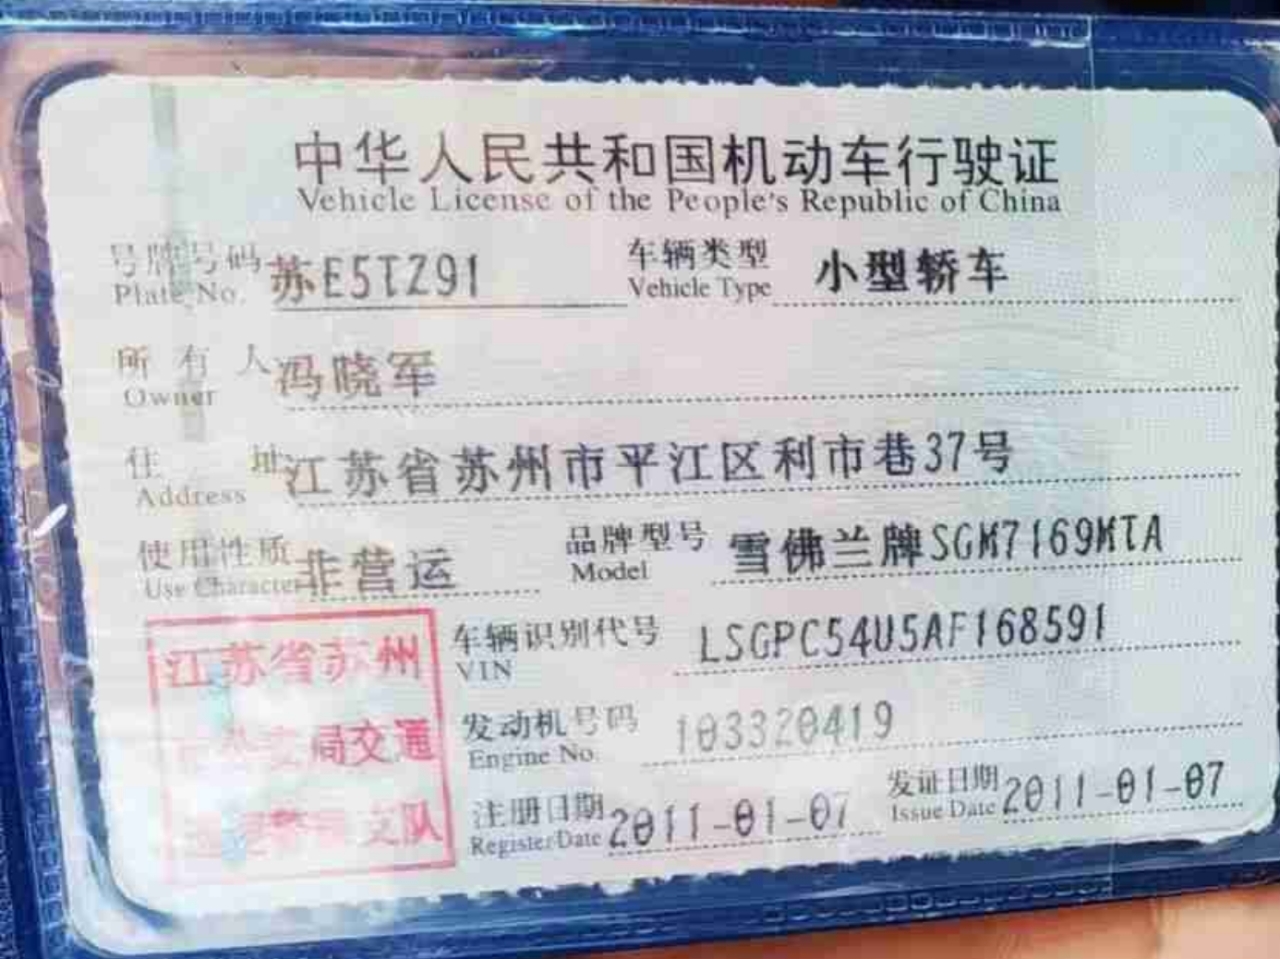 中华人民共和国机动车行驶证
Vehicle License of the People's Republic of China
号牌号码 苏E5TZ91 车辆类型 小型轿车
Plate No. Vehicle Type
所有人 冯晓军
Owner
住址 江苏省苏州市平江区利市巷37号
Address
使用性质 非营运 品牌型号 雪佛兰牌SGM7169MTA
Use Character Model
江苏省苏州
车辆识别代号 LSGPC54U5AF168591
VIN
局交通
发动机号码 103320419
Engine No.
支队
注册日期 2011-01-07 发证日期 2011-01-07
Register Date Issue Date